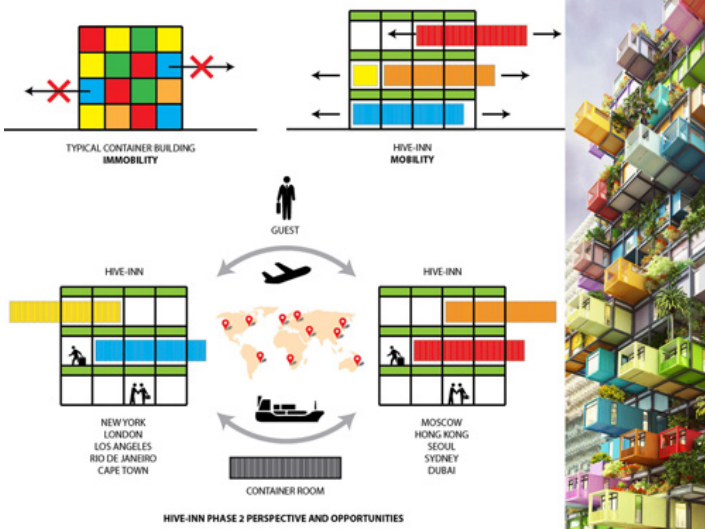 TYPICAL CONTAINER BUILDING
IMMOBILITY
HIVE-INN
MOBILITY
GUEST
HIVE-INN
HIVE-INN
NEW YORK
LONDON
LOS ANGELES
RIO DE JANEIRO
CAPE TOWN
MOSCOW
HONG KONG
SEOUL
SYDNEY
DUBAI
CONTAINER ROOM
HIVE-INN PHASE 2 PERSPECTIVE AND OPPORTUNITIES